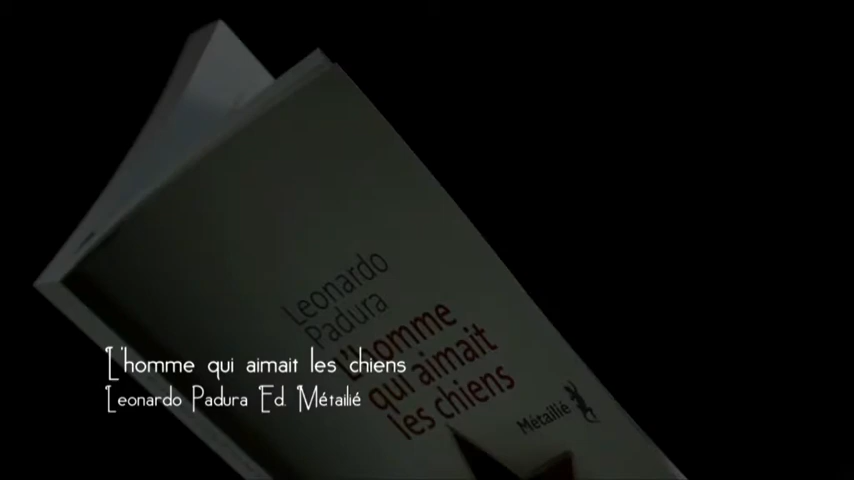 Leonardo
Padura
L'homme
qui aimait
les chiens
Métailié
L'homme qui aimait les chiens
Leonardo Padura Ed. Métailié